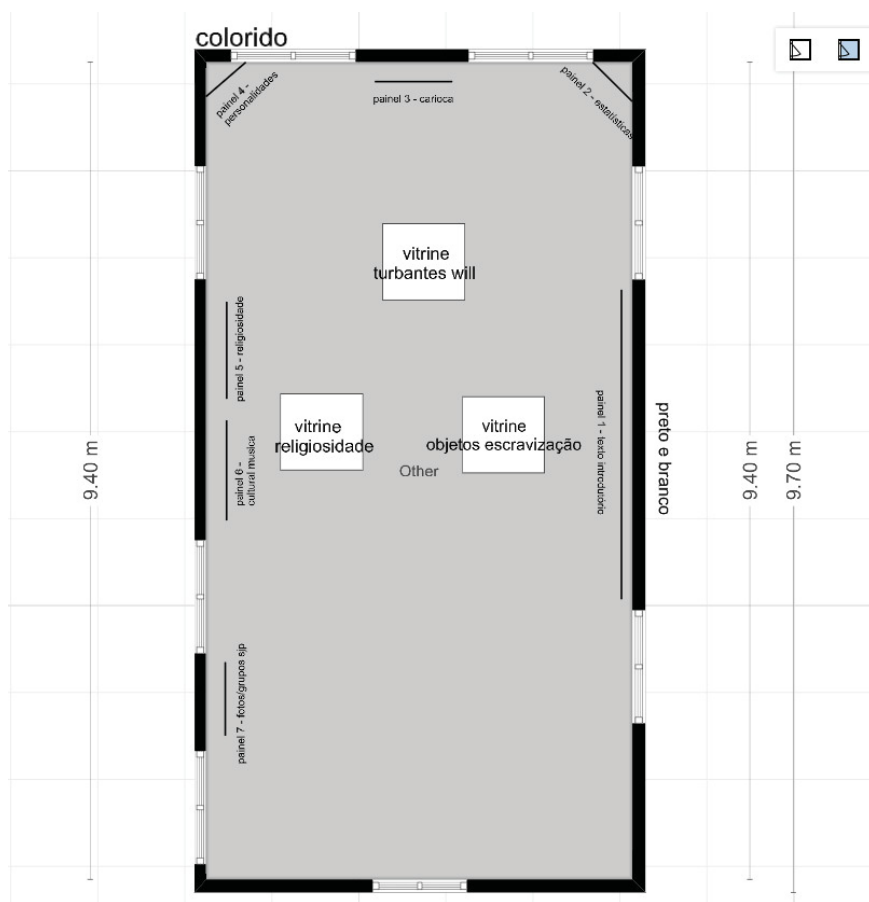 colorido
painel 4 -
personalidades
painel 3 - carioca
painel 2 - estatisticas
vitrine
turbantes will
painel 5 - religiosidade
painel 6 -
cultural musica
vitrine
religiosidade
vitrine
objetos escravização
Other
painel 1 - texto introdutório
preto e branco
9.40 m
9.40 m
9.70 m
painel 7 - fotos/grupos sjp